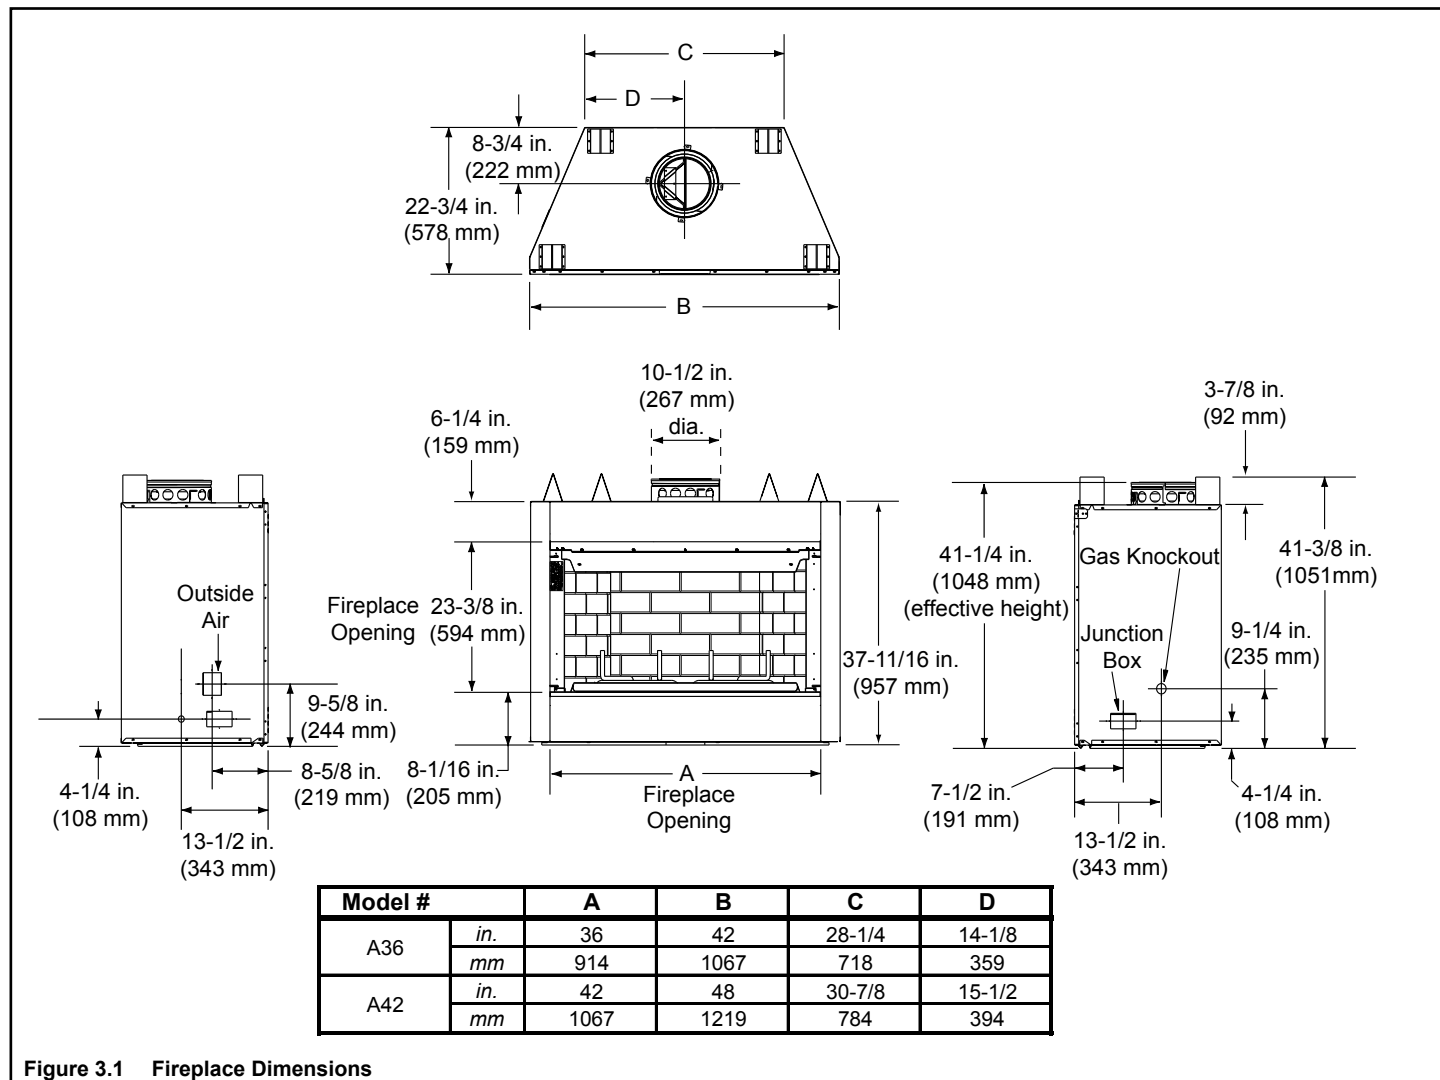 C
D
8-3/4 in.
(222 mm)
22-3/4 in.
(578 mm)
B
10-1/2 in.
(267 mm)
dia.
6-1/4 in.
(159 mm)
3-7/8 in.
(92 mm)
Outside
Air
9-5/8 in.
(244 mm)
8-5/8 in.
(219 mm)
4-1/4 in.
(108 mm)
13-1/2 in.
(343 mm)
Fireplace
Opening
23-3/8 in.
(594 mm)
8-1/16 in.
(205 mm)
A
Fireplace
Opening
37-11/16 in.
(957 mm)
41-1/4 in.
(1048 mm)
(effective height)
Gas Knockout
Junction
Box
41-3/8 in.
(1051mm)
9-1/4 in.
(235 mm)
7-1/2 in.
(191 mm)
13-1/2 in.
(343 mm)
4-1/4 in.
(108 mm)
Model # A B C D
A36 in. 36 42 28-1/4 14-1/8
mm 914 1067 718 359
A42 in. 42 48 30-7/8 15-1/2
mm 1067 1219 784 394
Figure 3.1 Fireplace Dimensions